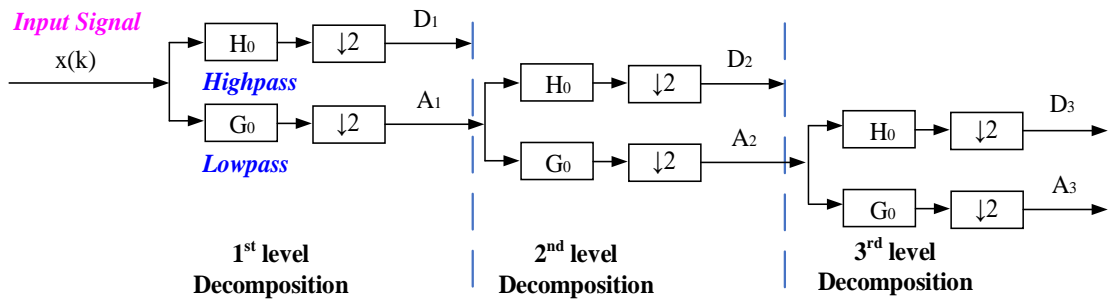 Input Signal
x(k)
H0
↓2
D1
Highpass
G0
↓2
A1
Lowpass
H0
↓2
D2
G0
↓2
A2
H0
↓2
D3
G0
↓2
A3
1st level
Decomposition
2nd level
Decomposition
3rd level
Decomposition